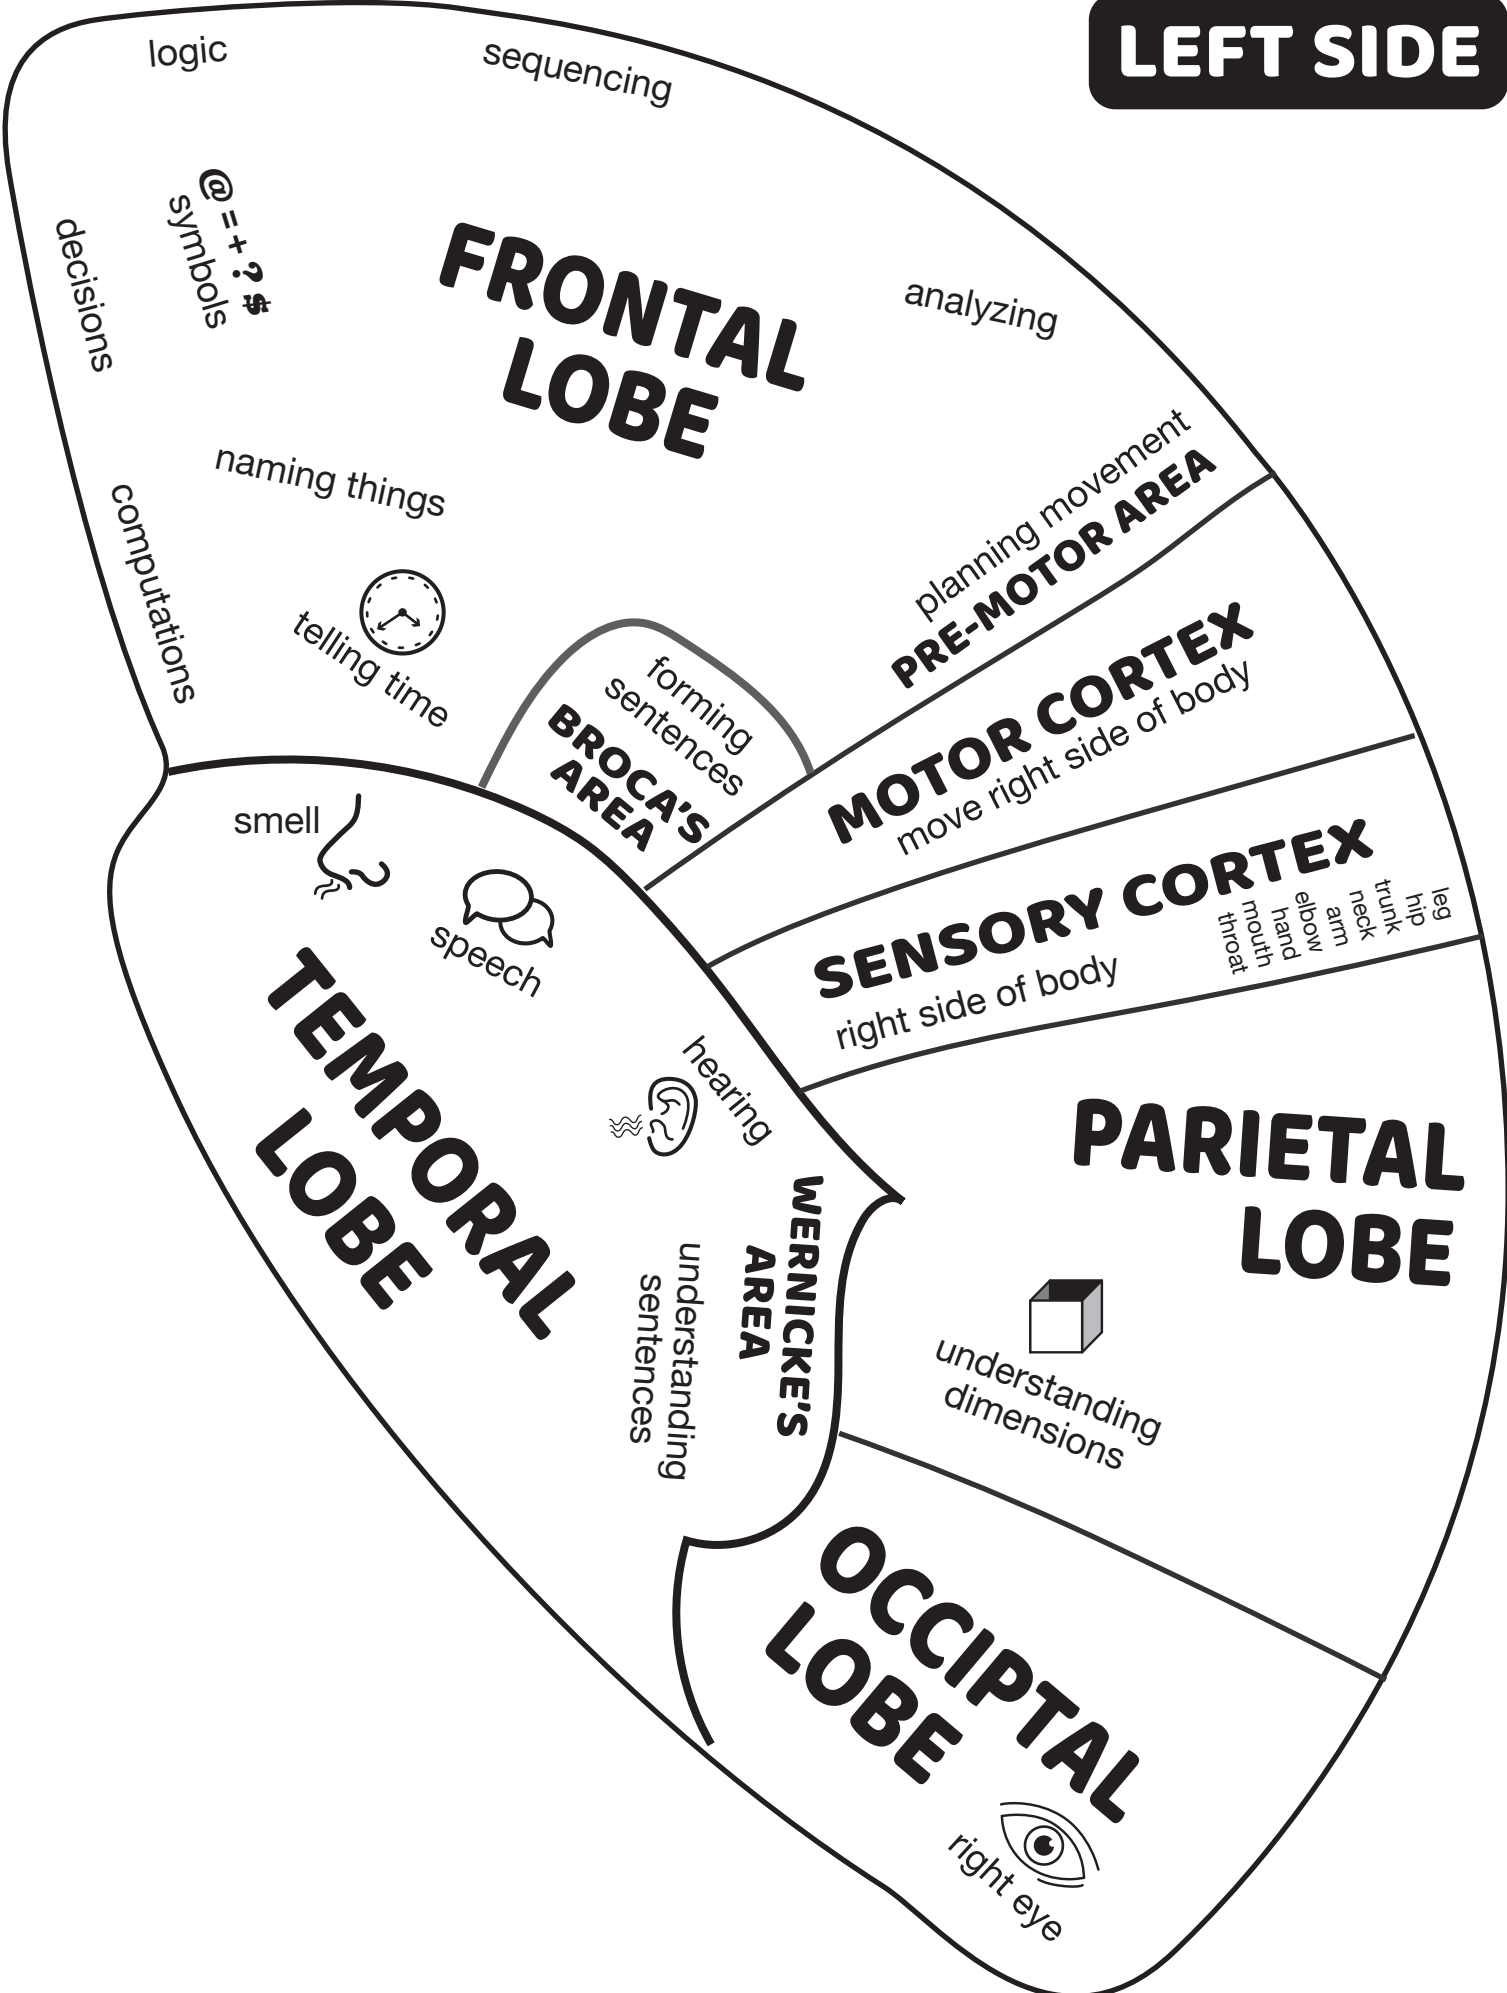 LEFT SIDE
logic
sequencing
decisions
@ = + ? $
symbols
FRONTAL
LOBE
analyzing
naming things
computations
telling time
planning movement
PRE-MOTOR AREA
forming
sentences
BROCA'S
AREA
MOTOR CORTEX
move right side of body
SENSORY CORTEX
right side of body
throat
mouth
hand
elbow
arm
neck
trunk
hip
leg
smell
speech
hearing
TEMPORAL
LOBE
WERNICKE'S
AREA
understanding
sentences
PARIETAL
LOBE
understanding
dimensions
OCCIPTAL
LOBE
right eye